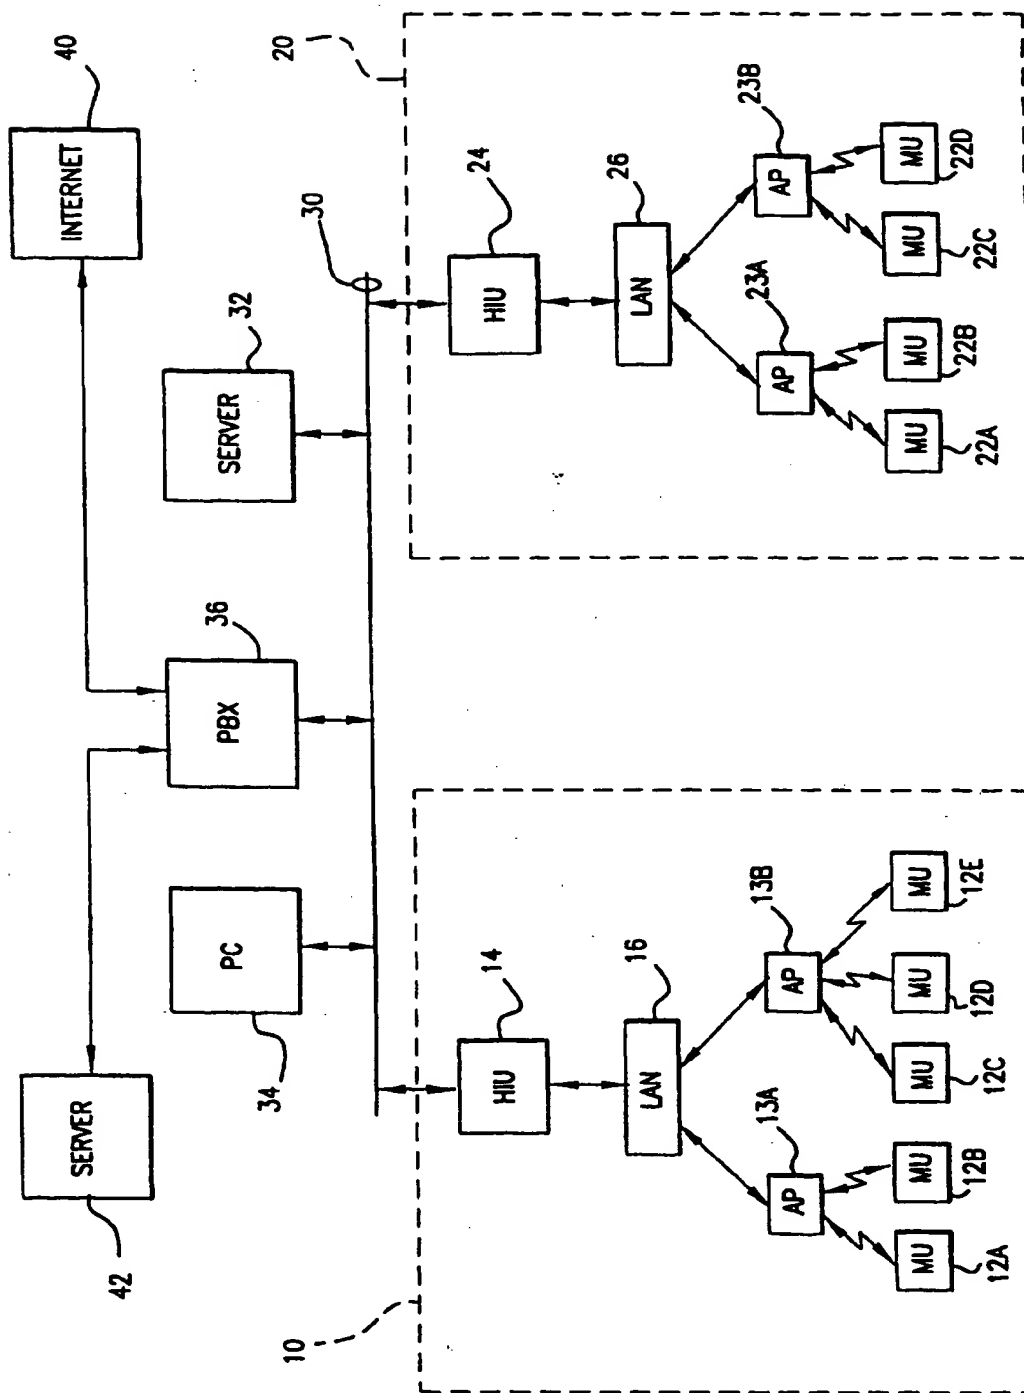 SERVER
42
INTERNET
40
PC
34
PBX
36
SERVER
32
30
10
HIU
14
LAN
16
AP
13A
AP
13B
MU
12A
MU
12B
MU
12C
MU
12D
MU
12E
20
HIU
24
LAN
26
AP
23A
AP
23B
MU
22A
MU
22B
MU
22C
MU
22D